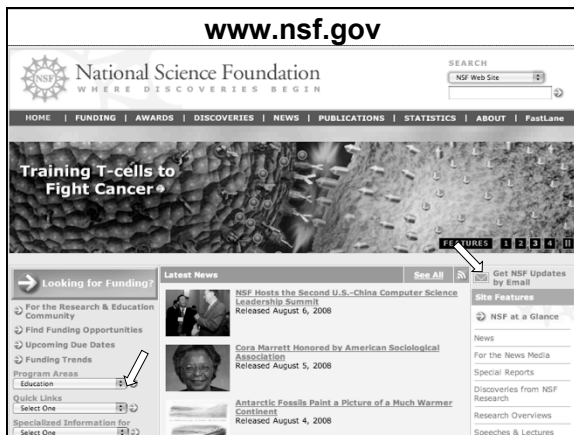 www.nsf.gov
NSF
National Science Foundation
WHERE DISCOVERIES BEGIN
SEARCH
NSF Web Site
HOME | FUNDING | AWARDS | DISCOVERIES | NEWS | PUBLICATIONS | STATISTICS | ABOUT | FastLane
Training T-cells to
Fight Cancer
FEATURES 1 2 3 4 II
Looking for Funding?
For the Research & Education
Community
Find Funding Opportunities
Upcoming Due Dates
Funding Trends
Program Areas
Education
Quick Links
Select One
Specialized Information for
Select One
Latest News
See All
NSF Hosts the Second U.S.-China Computer Science
Leadership Summit
Released August 6, 2008
Cora Marrett Honored by American Sociological
Association
Released August 5, 2008
Antarctic Fossils Paint a Picture of a Much Warmer
Continent
Released August 4, 2008
Get NSF Updates
by Email
Site Features
NSF at a Glance
News
For the News Media
Special Reports
Discoveries from NSF
Research
Research Overviews
Speeches & Lectures